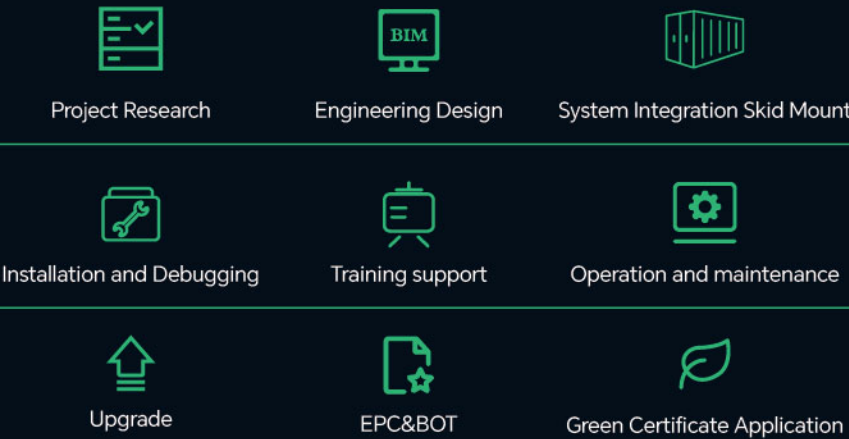 BIM
Project Research
Engineering Design
System Integration Skid Mount
Installation and Debugging
Training support
Operation and maintenance
Upgrade
EPC&BOT
Green Certificate Application